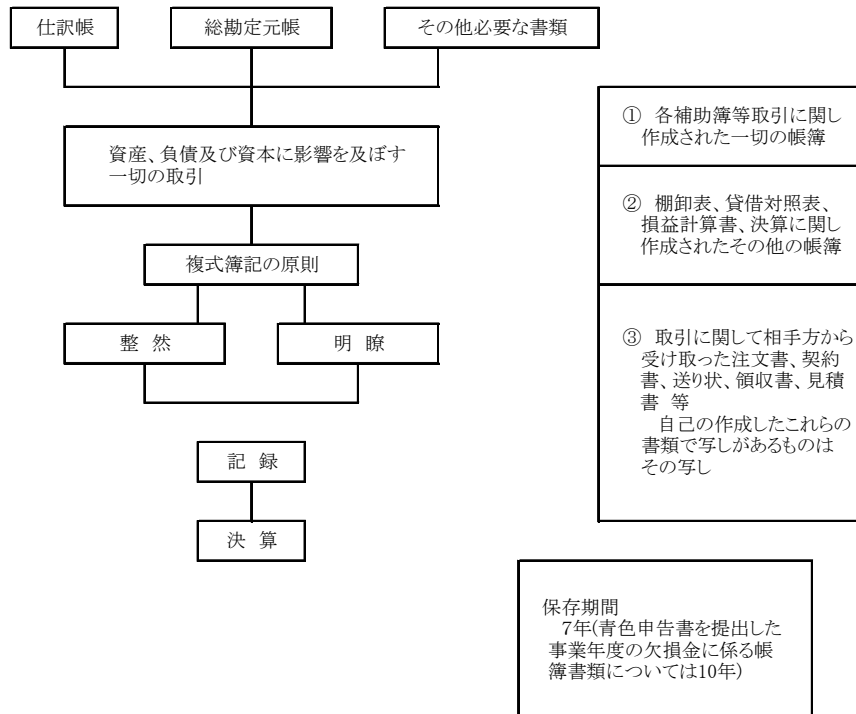 仕訳帳
総勘定元帳
その他必要な書類
資産、負債及び資本に影響を及ぼす
一切の取引
複式簿記の原則
整 然
明 瞭
記 録
決 算
① 各補助簿等取引に関し
作成された一切の帳簿
② 棚卸表、貸借対照表、
損益計算書、決算に関し
作成されたその他の帳簿
③ 取引に関して相手方から
受け取った注文書、契約
書、送り状、領収書、見積
書 等
自己の作成したこれらの
書類で写しがあるものは
その写し
保存期間
7年(青色申告書を提出した
事業年度の欠損金に係る帳
簿書類については10年)